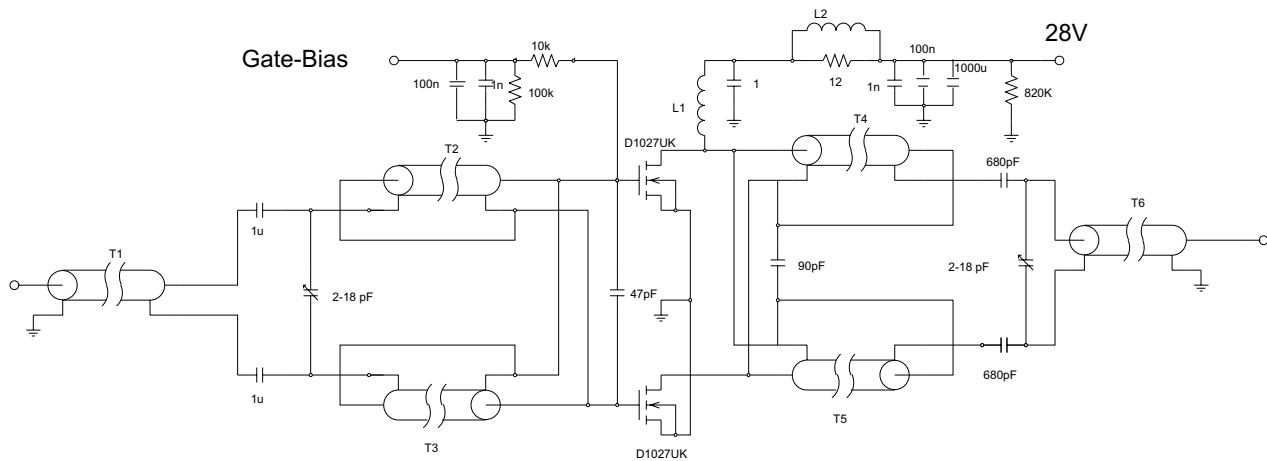 L2
Gate-Bias
10k
100n
28V
100n
1n
100k
1
12
1n
1000u
820K
L1
T2
D1027UK
T4
680pF
1u
T6
T1
2-18 pF
47pF
90pF
2-18 pF
1u
T3
T5
680pF
D1027UK